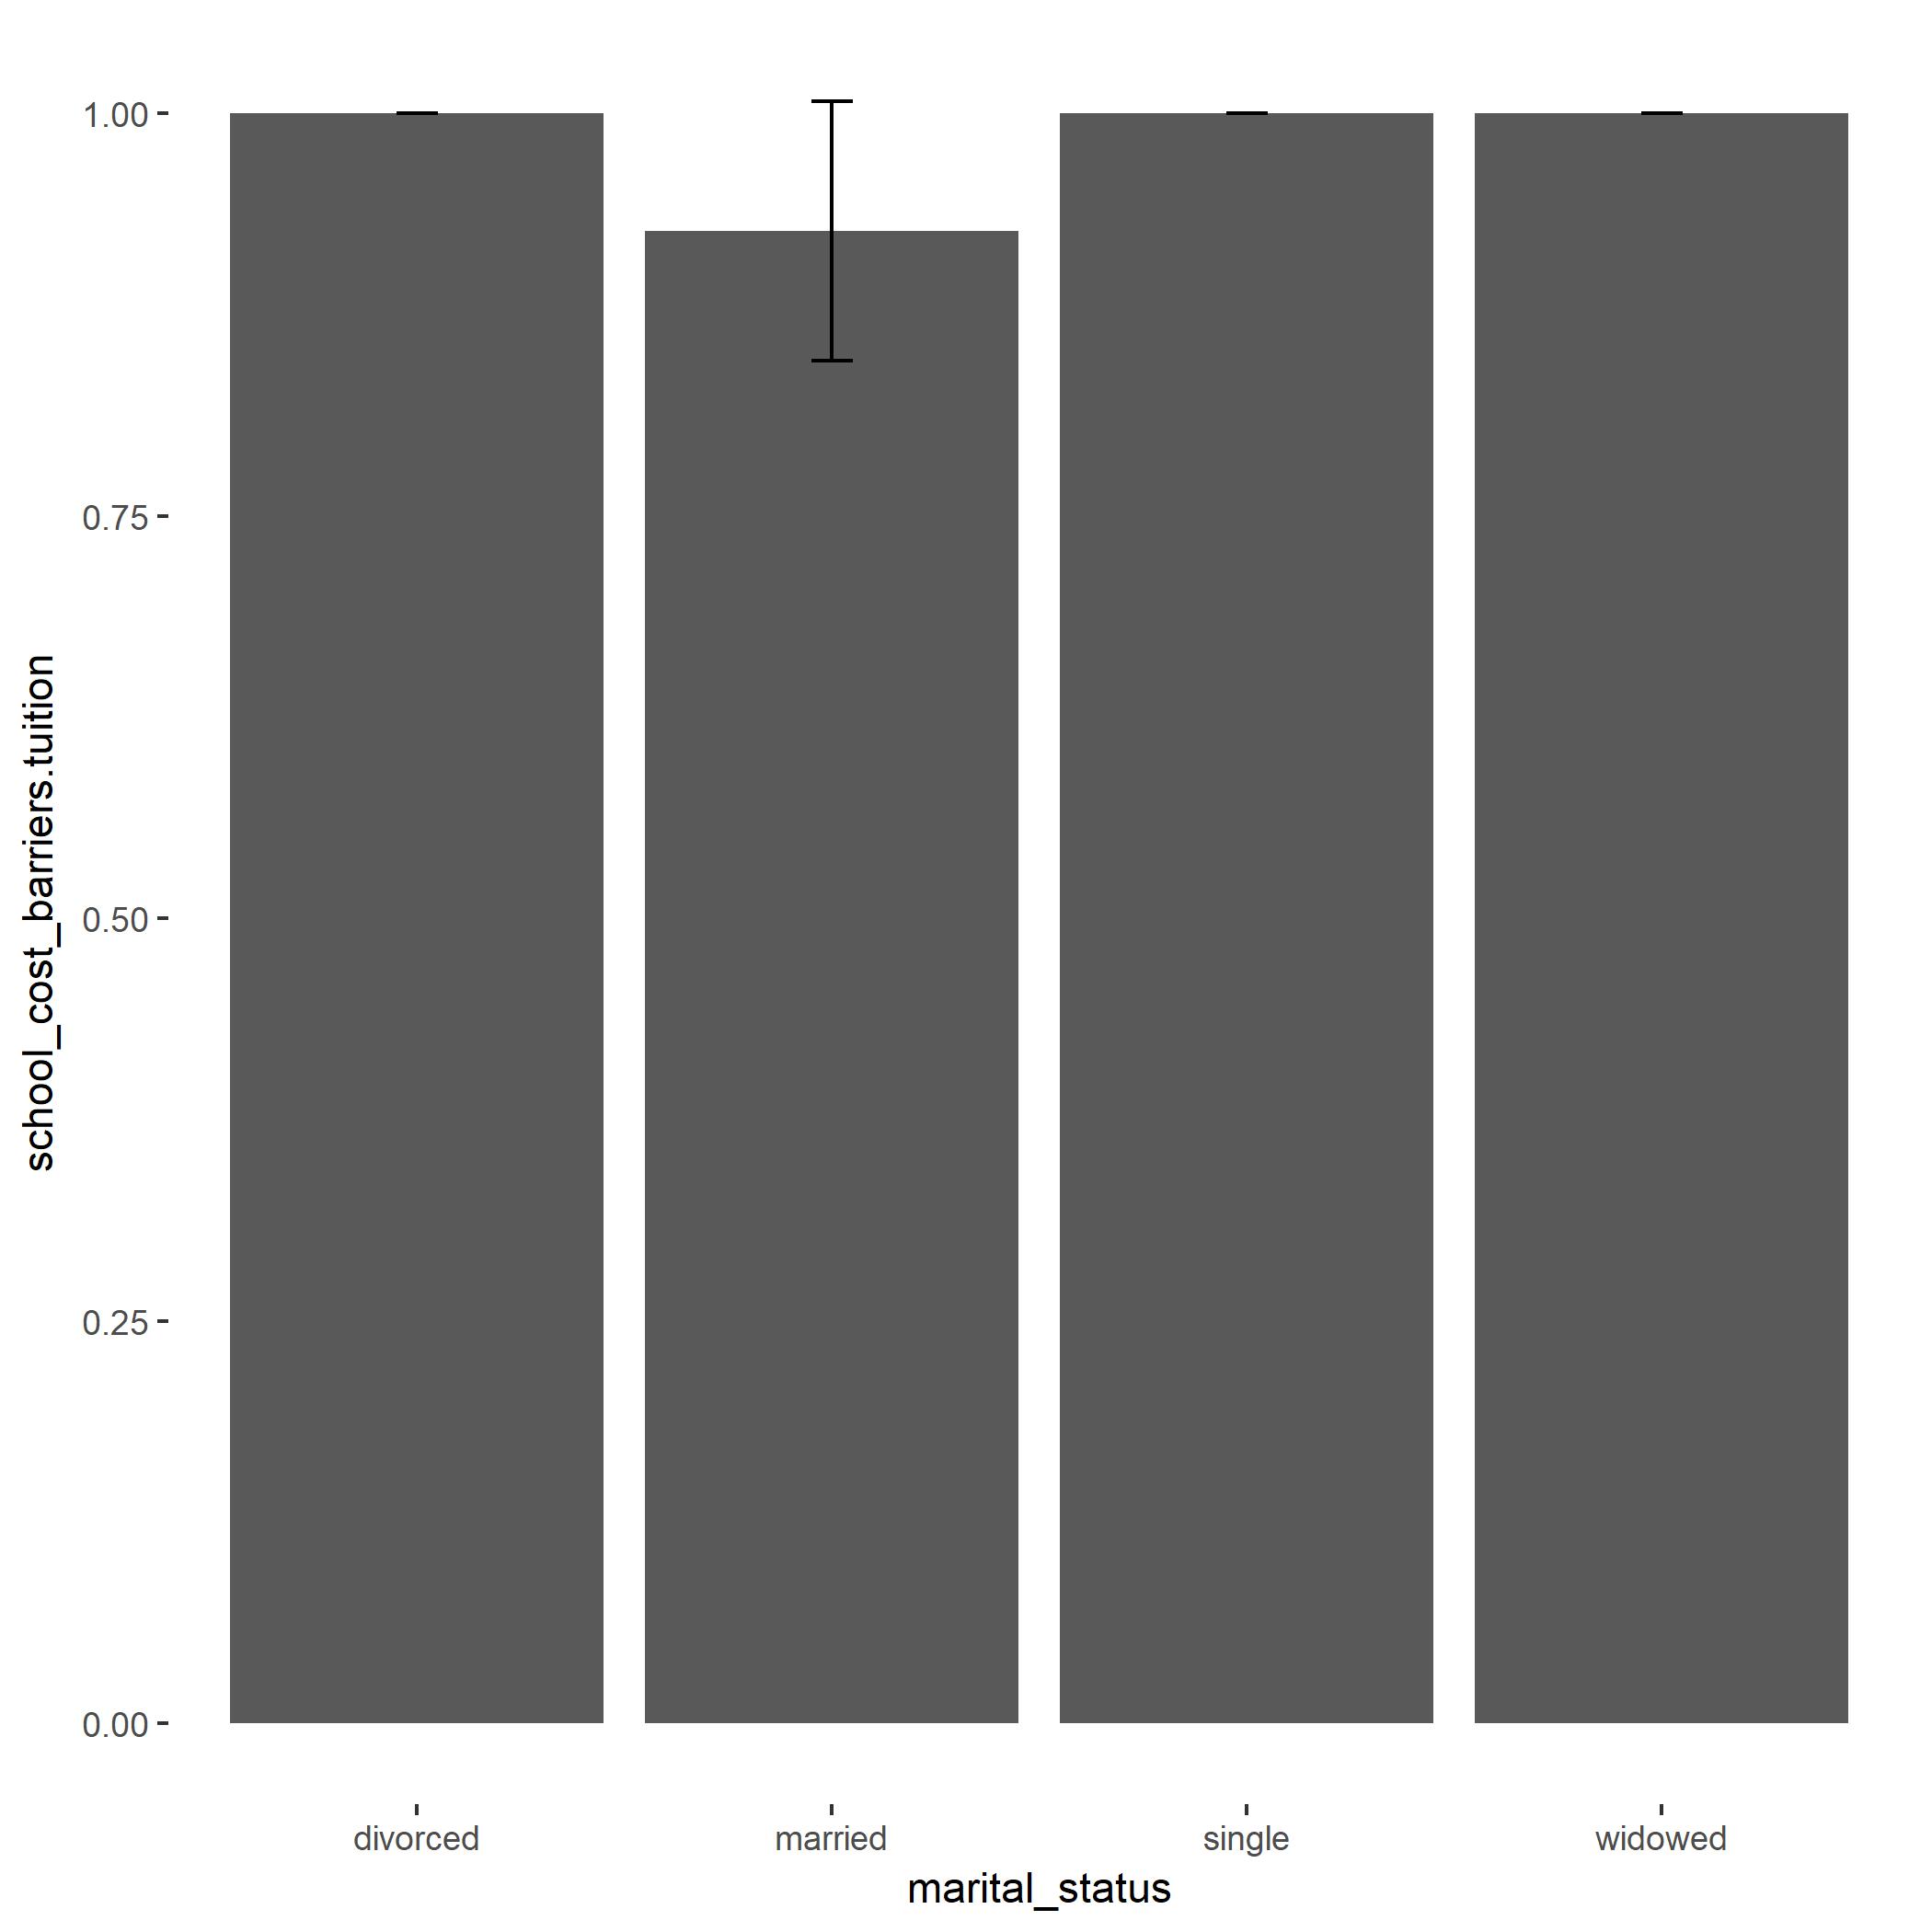 school_cost_barriers.tuition
1.00
0.75
0.50
0.25
0.00
divorced married single widowed
marital_status